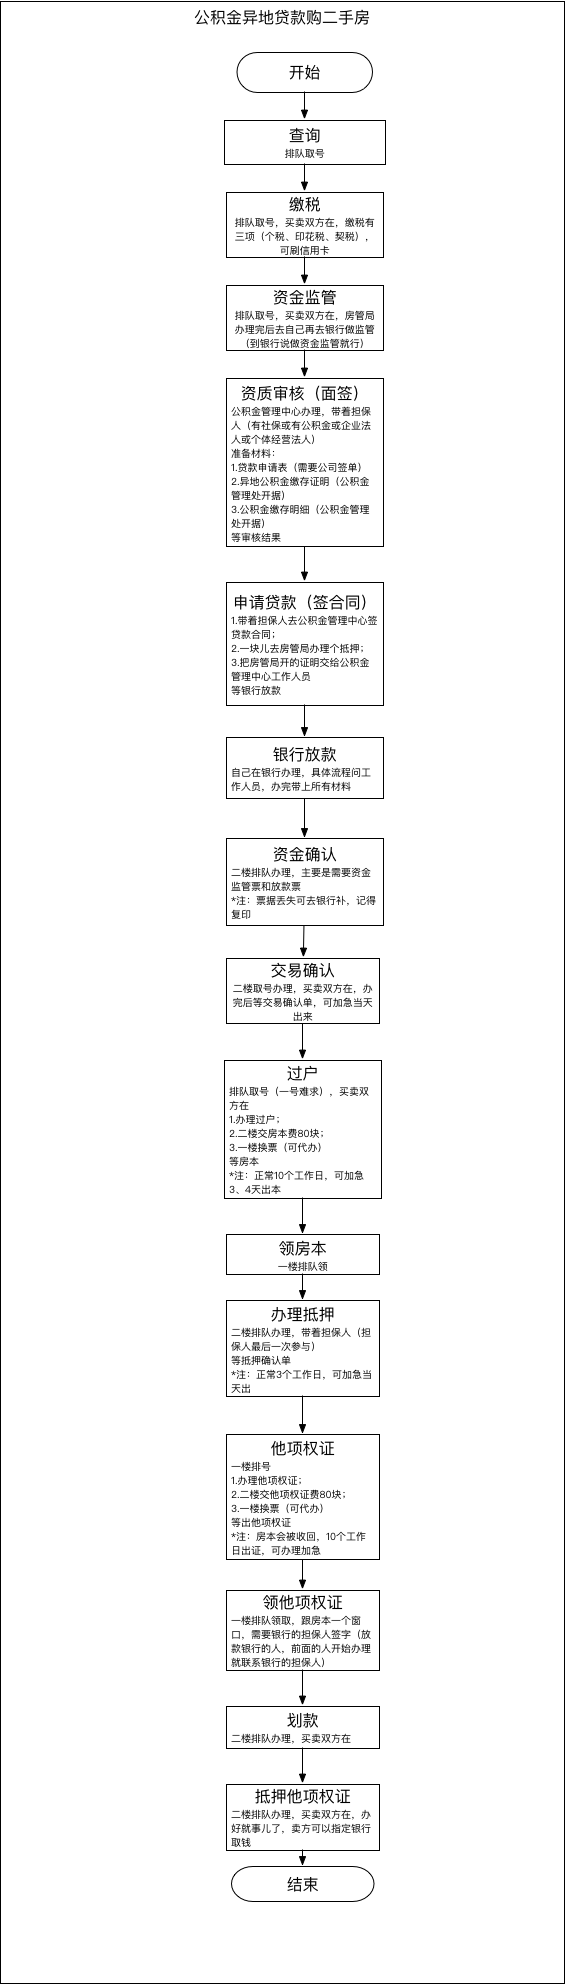 公积金异地贷款购二手房
开始
查询
排队取号
缴税
排队取号，买卖双方在，缴税有
三项（个税、印花税、契税），
可刷信用卡
资金监管
排队取号，买卖双方在，房管局
办理完后去自己再去银行做监管
（到银行说做资金监管就行）
资质审核（面签）
公积金管理中心办理，带着担保
人（有社保或有公积金或企业法
人或个体经营法人）
准备材料：
1.贷款申请表（需要公司签单）
2.异地公积金缴存证明（公积金
管理处开据）
3.公积金缴存明细（公积金管理
处开据）
等审核结果
申请贷款（签合同）
1.带着担保人去公积金管理中心签
贷款合同；
2.一块儿去房管局办理个抵押；
3.把房管局开的证明交给公积金
管理中心工作人员
等银行放款
银行放款
自己在银行办理，具体流程问工
作人员，办完带上所有材料
资金确认
二楼排队办理，主要是需要资金
监管票和放款票
*注：票据丢失可去银行补，记得
复印
交易确认
二楼取号办理，买卖双方在，办
完后等交易确认单，可加急当天
出来
过户
排队取号（一号难求），买卖双
方在
1.办理过户；
2.二楼交房本费80块；
3.一楼换票（可代办）
等房本
*注：正常10个工作日，可加急
3、4天出本
领房本
一楼排队领
办理抵押
二楼排队办理，带着担保人（担
保人最后一次参与）
等抵押确认单
*注：正常3个工作日，可加急当
天出
他项权证
一楼排号
1.办理他项权证；
2.二楼交他项权证费80块；
3.一楼换票（可代办）
等出他项权证
*注：房本会被收回，10个工作
日出证，可办理加急
领他项权证
一楼排队领取，跟房本一个窗
口，需要银行的担保人签字（放
款银行的人，前面的人开始办理
就联系银行的担保人）
划款
二楼排队办理，买卖双方在
抵押他项权证
二楼排队办理，买卖双方在，办
好就事儿了，卖方可以指定银行
取钱
结束